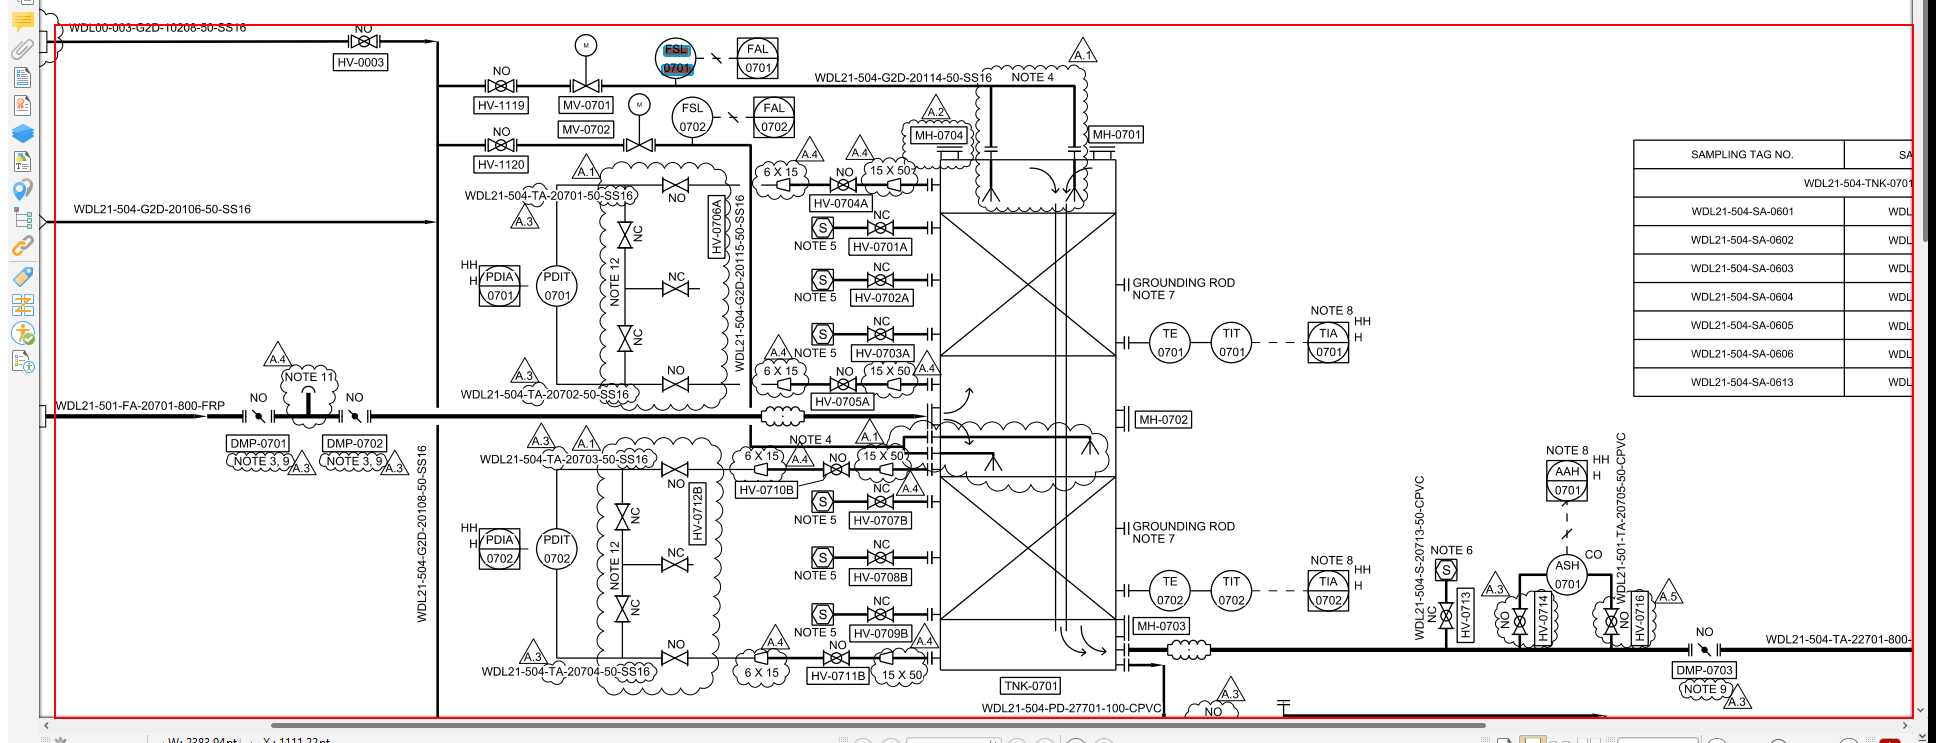 WDL00-003-G2D-10208-50-SS16
NO
HV-0003
NO
HV-1119
M
MV-0701
FSL
0701
FAL
0701
WDL21-504-G2D-20114-50-SS16
NOTE 4
A.1
MV-0702
M
FSL
0702
FAL
0702
NO
HV-1120
A.2
MH-0704
MH-0701
SAMPLING TAG NO.
SA
WDL21-504-TNK-0701
WDL21-504-SA-0601
WDL
WDL21-504-SA-0602
WDL
WDL21-504-SA-0603
WDL
WDL21-504-SA-0604
WDL
WDL21-504-SA-0605
WDL
WDL21-504-SA-0606
WDL
WDL21-504-SA-0613
WDL
A.1
WDL21-504-TA-20701-50-SS16
A.3
NO
HV-0706A
WDL21-504-G2D-20115-50-SS16
A.4
6 X 15
NO
HV-0704A
A.4
15 X 50
WDL21-504-G2D-20106-50-SS16
NC
NOTE 12
NC
NC
HH
H
PDIA
0701
PDIT
0701
S
NOTE 5
NC
HV-0701A
S
NOTE 5
NC
HV-0702A
S
NOTE 5
NC
HV-0703A
GROUNDING ROD
NOTE 7
TE
0701
TIT
0701
NOTE 8
TIA
0701
HH
H
A.3
WDL21-504-TA-20702-50-SS16
NO
A.4
6 X 15
NO
HV-0705A
15 X 50
A.4
A.4
NOTE 11
WDL21-501-FA-20701-800-FRP
NO
DMP-0701
NOTE 3, 9
A.3
NO
DMP-0702
NOTE 3, 9
A.3
WDL21-504-G2D-20108-50-SS16
MH-0702
NOTE 4
A.1
A.3
A.1
WDL21-504-TA-20703-50-SS16
NO
HV-0712B
6 X 15
A.4
NO
HV-0710B
15 X 50
A.4
NC
NOTE 12
NC
NC
HH
H
PDIA
0702
PDIT
0702
S
NOTE 5
NC
HV-0707B
S
NOTE 5
NC
HV-0708B
S
NOTE 5
NC
HV-0709B
GROUNDING ROD
NOTE 7
TE
0702
TIT
0702
NOTE 8
TIA
0702
HH
H
MH-0703
A.3
WDL21-504-TA-20704-50-SS16
NO
A.4
6 X 15
NO
HV-0711B
15 X 50
A.4
TNK-0701
WDL21-504-PD-27701-100-CPVC
A.3
NO
WDL21-504-S-20713-50-CPVC
NOTE 6
S
NC
HV-0713
NOTE 8
AAH
0701
HH
H
ASH
0701
CO
WDL21-501-TA-20705-50-CPVC
A.3
NO
HV-0714
NO
HV-0716
A.5
NO
DMP-0703
NOTE 9
A.3
WDL21-504-TA-22701-800-
W: 2383.94pt
X : 1111.22pt